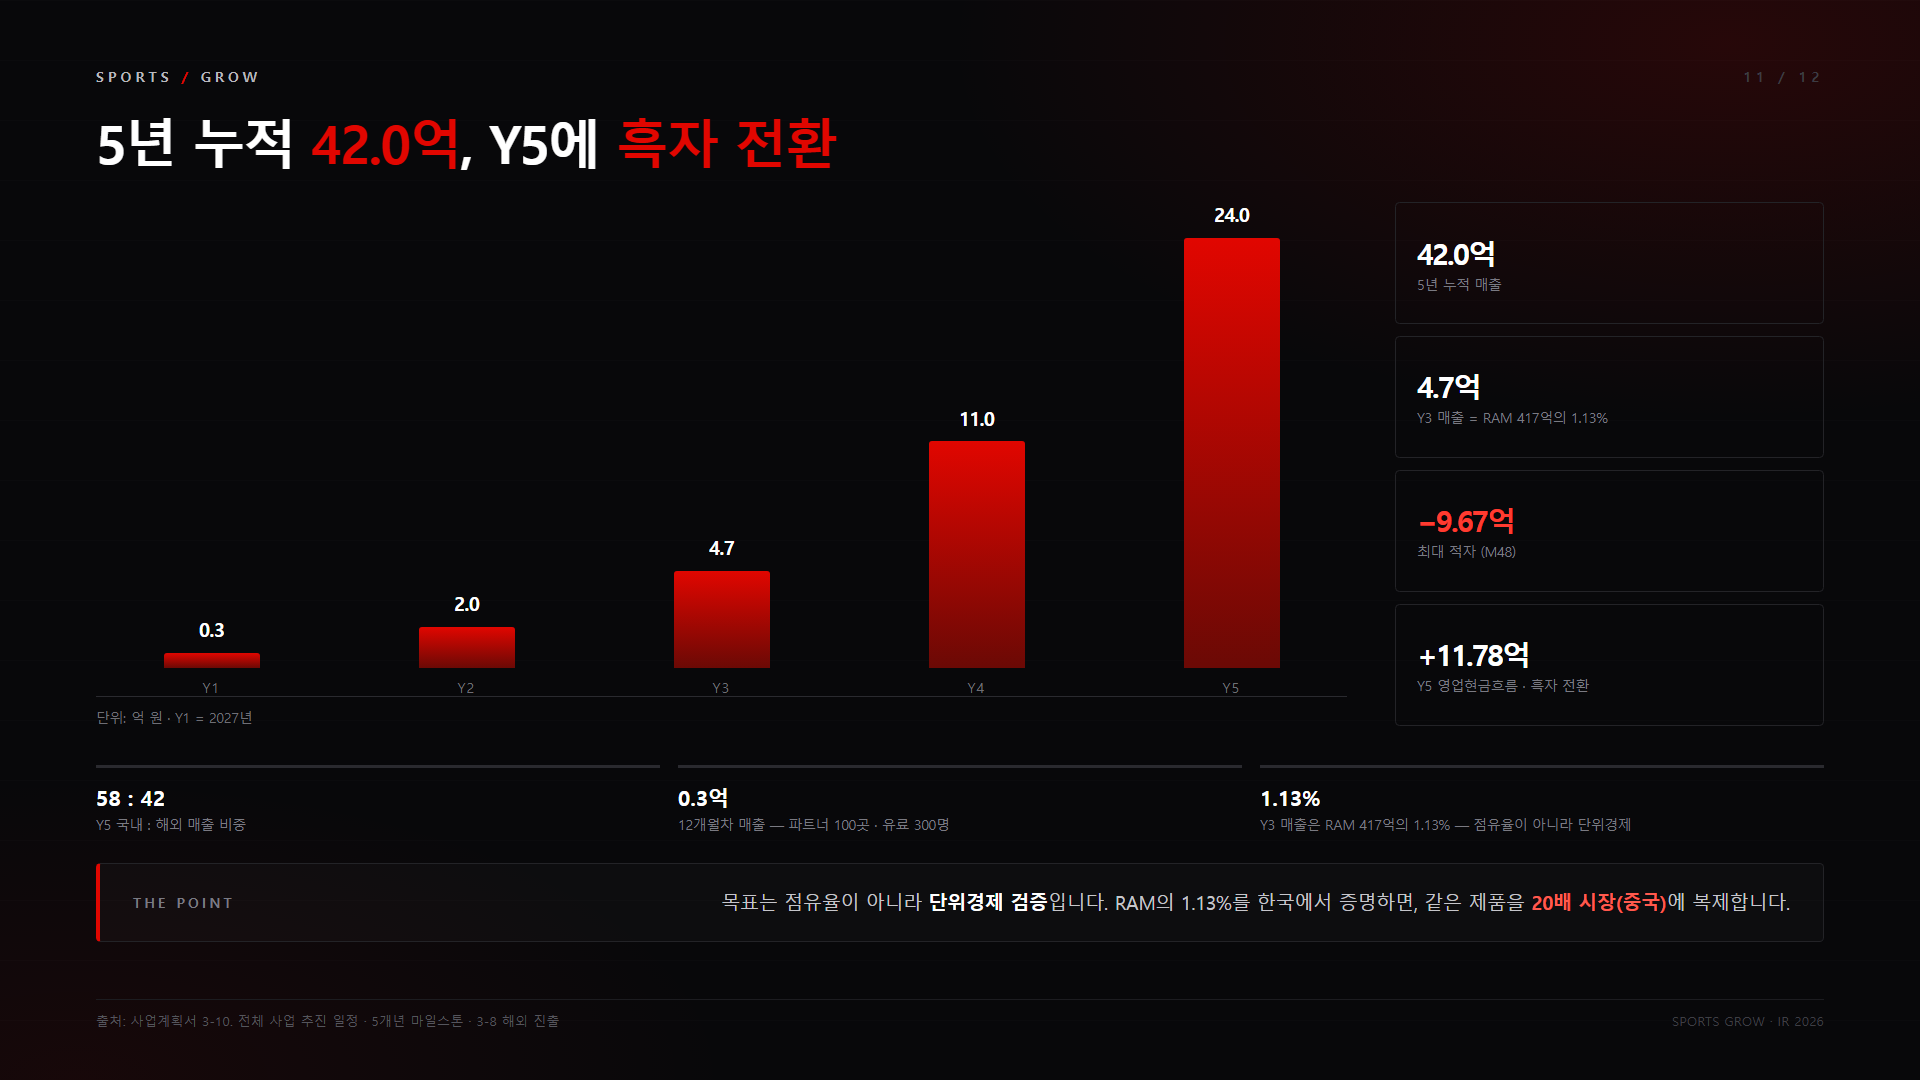 SPORTS / GROW
11 / 12
5년 누적 42.0억, Y5에 흑자 전환
0.3
2.0
4.7
11.0
24.0
Y1
Y2
Y3
Y4
Y5
단위: 억 원 · Y1 = 2027년
42.0억
5년 누적 매출
4.7억
Y3 매출 = RAM 417억의 1.13%
−9.67억
최대 적자 (M48)
+11.78억
Y5 영업현금흐름 · 흑자 전환
58 : 42
Y5 국내 : 해외 매출 비중
0.3억
12개월차 매출 — 파트너 100곳 · 유료 300명
1.13%
Y3 매출은 RAM 417억의 1.13% — 점유율이 아니라 단위경제
THE POINT
목표는 점유율이 아니라 단위경제 검증입니다. RAM의 1.13%를 한국에서 증명하면, 같은 제품을 20배 시장(중국)에 복제합니다.
출처: 사업계획서 3-10. 전체 사업 추진 일정 · 5개년 마일스톤 · 3-8 해외 진출
SPORTS GROW · IR 2026